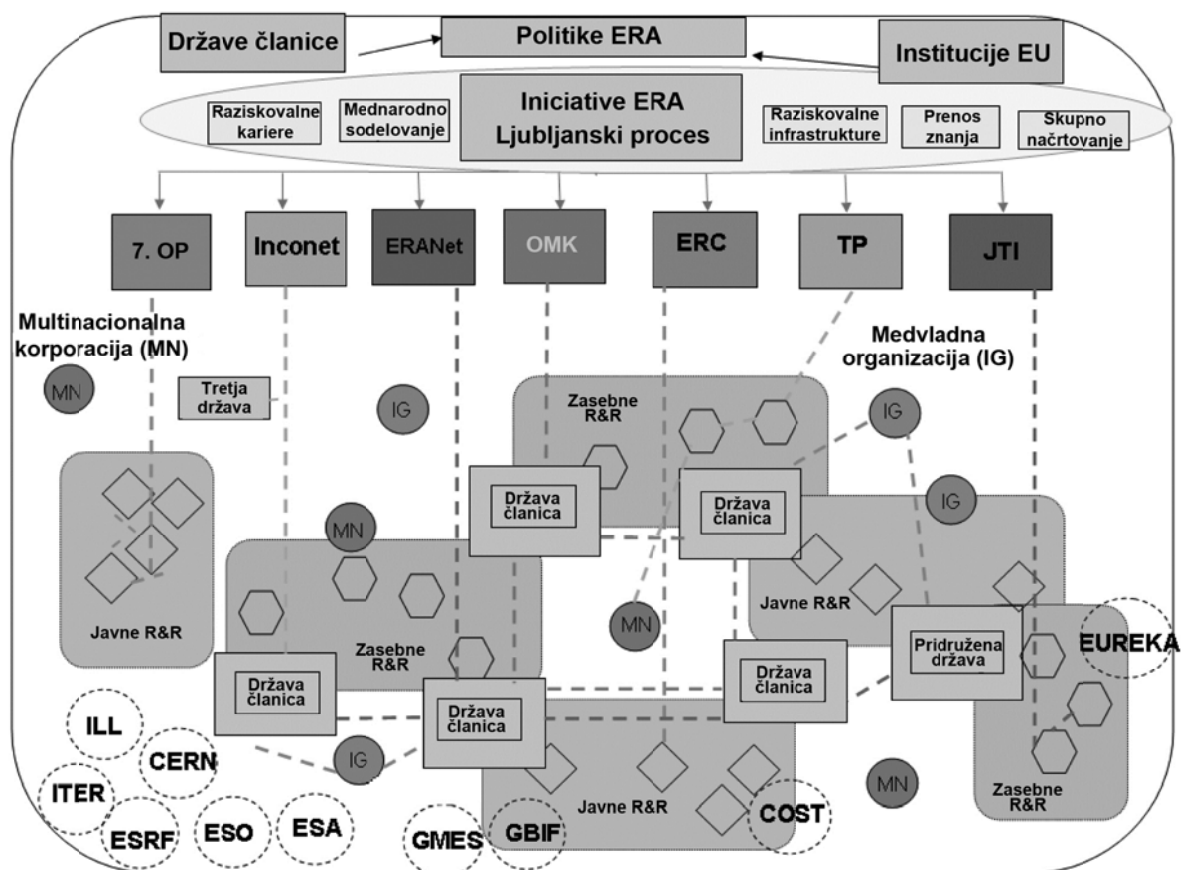 Države članice
Politike ERA
Institucije EU
Raziskovalne
kariere
Mednarodno
sodelovanje
Iniciative ERA
Ljubljanski proces
Raziskovalne
infrastrukture
Prenos
znanja
Skupno
načrtovanje
7. OP
Inconet
ERANet
OMK
ERC
TP
JTI
Multinacionalna
korporacija (MN)
Medvladna
organizacija (IG)
MN
Tretja
država
IG
Zasebne
R&R
IG
Država
članica
Država
članica
IG
MN
Javne R&R
Zasebne
R&R
MN
Javne R&R
Pridružena
država
EUREKA
Država
članica
Država
članica
Država
članica
ILL
CERN
IG
ITER
ESRF
ESO
ESA
GMES
GBIF
Javne R&R
COST
MN
Zasebne
R&R